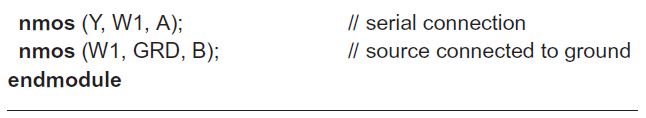 nmos (Y, W1, A); // serial connection
nmos (W1, GRD, B); // source connected to ground
endmodule